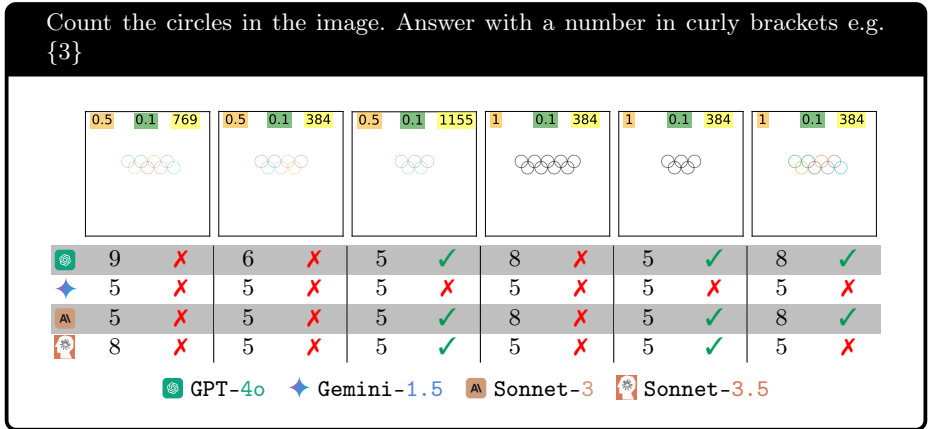 Count the circles in the image. Answer with a number in curly brackets e.g.
{3}
0.5 0.1 769 0.5 0.1 384 0.5 0.1 1155 1 0.1 384 1 0.1 384 1 0.1 384
9 ✗ 6 ✗ 5 ✓ 8 ✗ 5 ✓ 8 ✓
5 ✗ 5 ✗ 5 ✗ 5 ✗ 5 ✗ 5 ✗
5 ✗ 5 ✗ 5 ✓ 8 ✗ 5 ✓ 8 ✓
8 ✗ 5 ✗ 5 ✓ 5 ✗ 5 ✓ 5 ✗
GPT-4o Gemini-1.5 Sonnet-3 Sonnet-3.5